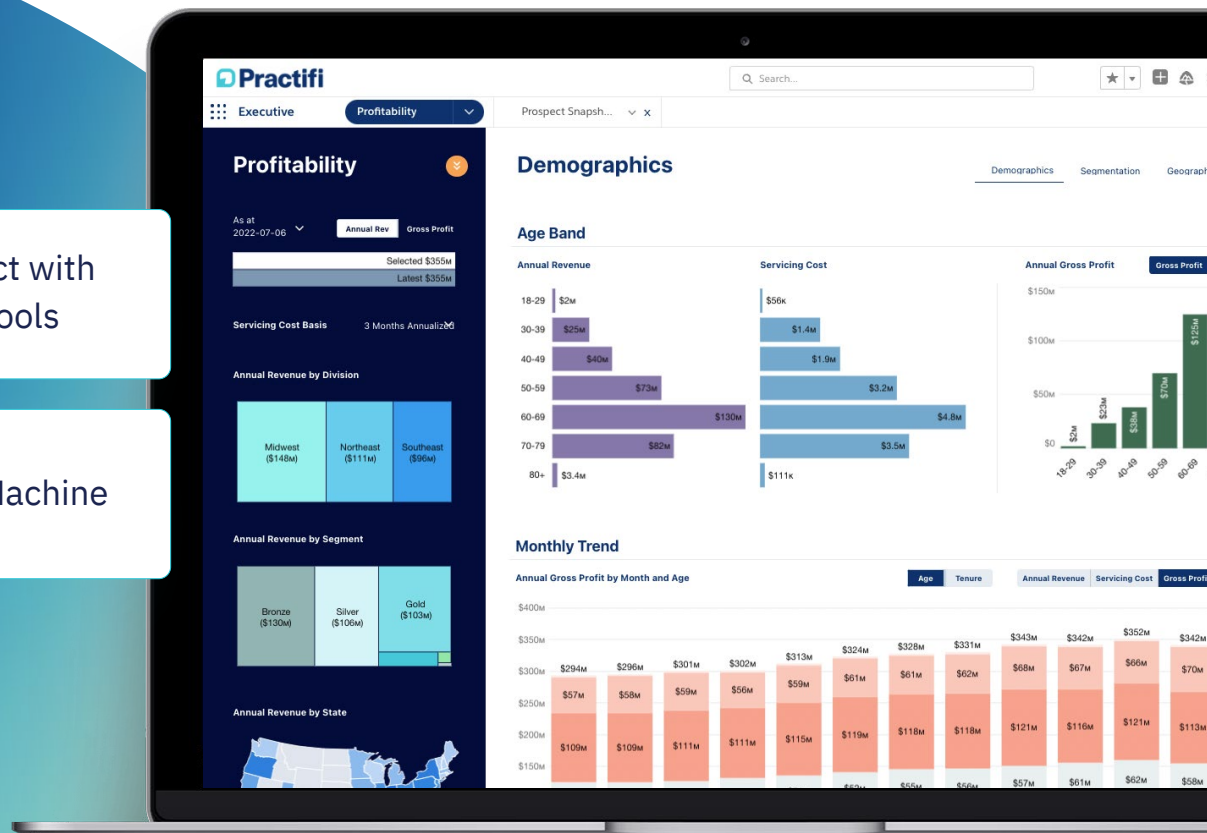 Practifi
Search...
Executive
Profitability
Prospect Snapsh...
x
ct with
ools
Machine
Profitability
As at
2022-07-06
Annual Rev
Gross Profit
Selected $355M
Latest $355M
Servicing Cost Basis
3 Months Annualized
Annual Revenue by Division
Midwest
($148M)
Northeast
($111M)
Southeast
($96M)
Annual Revenue by Segment
Bronze
($130M)
Silver
($106M)
Gold
($103M)
Annual Revenue by State
Demographics
Demographics
Segmentation
Geograph
Age Band
Annual Revenue
18-29 $2M
30-39 $25M
40-49 $40M
50-59 $73M
60-69 $130M
70-79 $82M
80+ $3.4M
Servicing Cost
$56K
$1.4M
$1.9M
$3.2M
$4.8M
$3.5M
$111K
Annual Gross Profit
Gross Profit
$150M
$100M
$50M
$0
$2M
$23M
$38M
$70M
$125M
18-29
30-39
40-49
50-59
60-69
Monthly Trend
Annual Gross Profit by Month and Age
Age
Tenure
Annual Revenue
Servicing Cost
Gross Profi
$400M
$350M
$300M
$250M
$200M
$150M
$294M $296M $301M $302M $313M $324M $328M $331M $343M $342M $352M $342M
$57M $58M $59M $56M $59M $61M $61M $62M $68M $67M $66M $70M
$109M $109M $111M $111M $115M $119M $118M $118M $121M $116M $121M $113M
$55M $56M $57M $61M $62M $58M